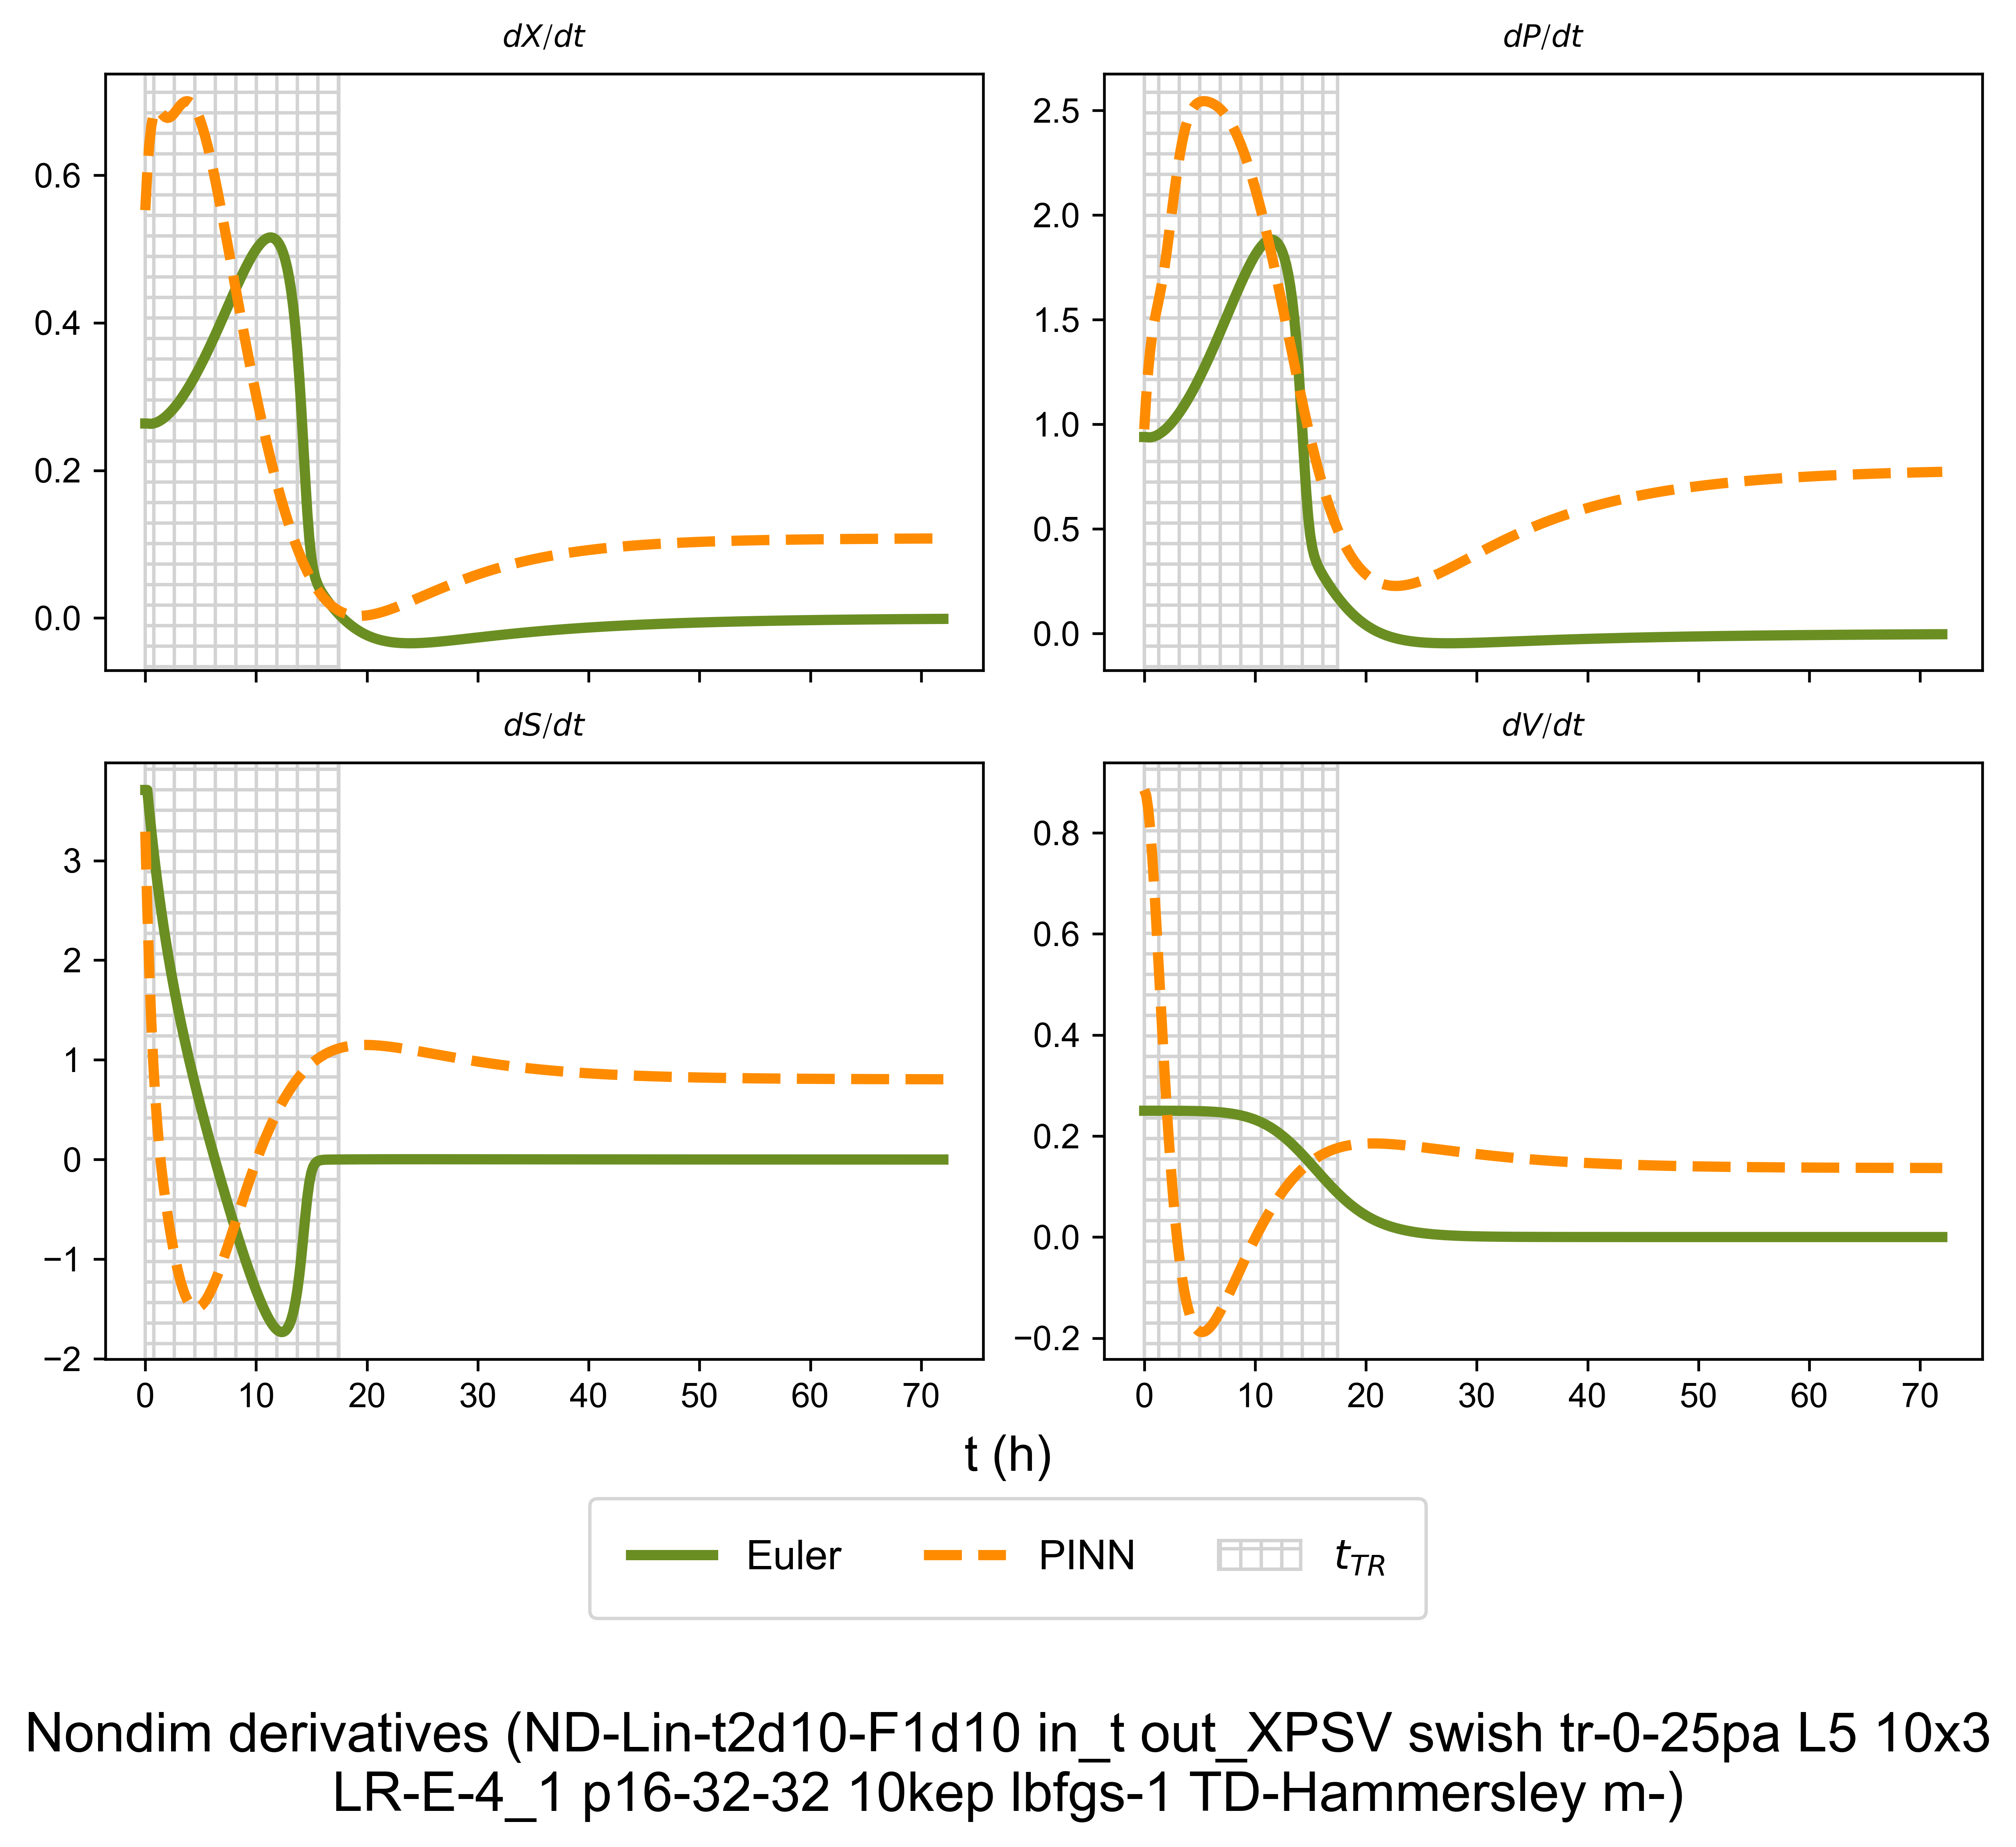 dX/dt
dP/dt
0.6
0.4
0.2
0.0
2.5
2.0
1.5
1.0
0.5
0.0
dS/dt
dV/dt
3
2
1
0
−1
−2
0.8
0.6
0.4
0.2
0.0
−0.2
0 10 20 30 40 50 60 70
0 10 20 30 40 50 60 70
t (h)
Euler PINN t_TR
Nondim derivatives (ND-Lin-t2d10-F1d10 in_t out_XPSV swish tr-0-25pa L5 10x3
LR-E-4_1 p16-32-32 10kep lbfgs-1 TD-Hammersley m-)